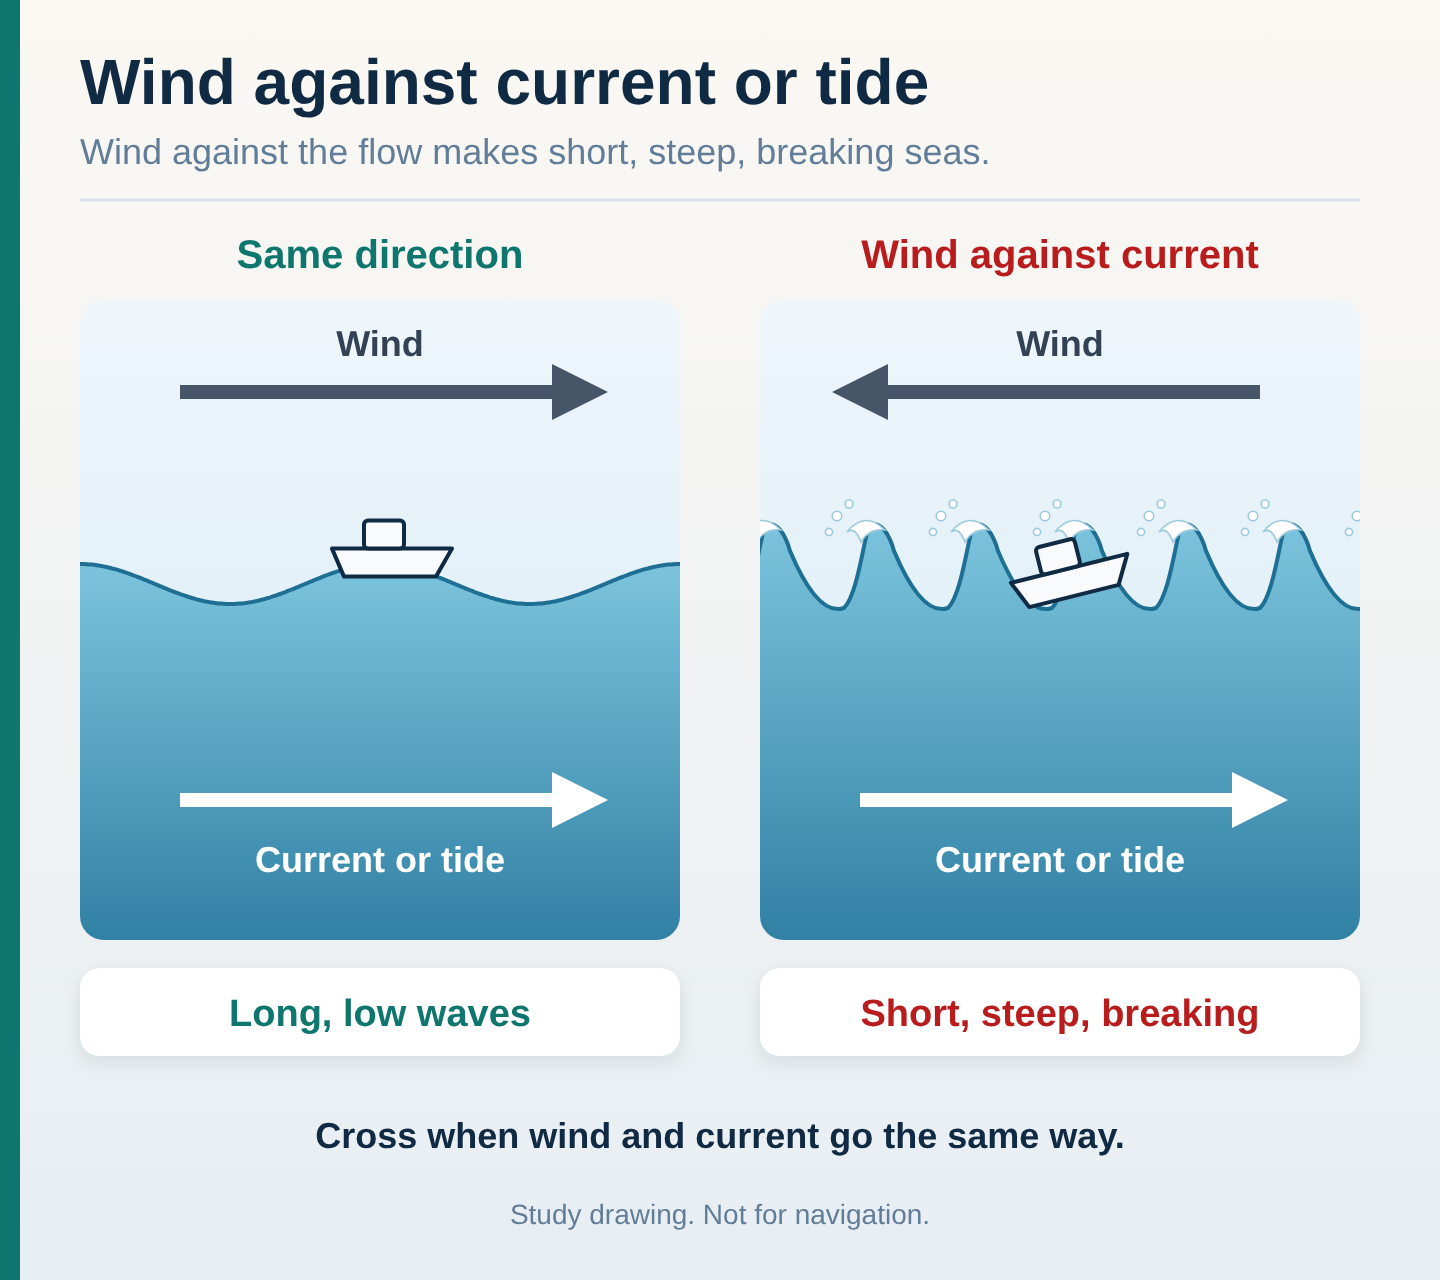 Wind against current or tide
Wind against the flow makes short, steep, breaking seas.
Same direction
Wind against current
Wind
Wind
Current or tide
Current or tide
Long, low waves
Short, steep, breaking
Cross when wind and current go the same way.
Study drawing. Not for navigation.